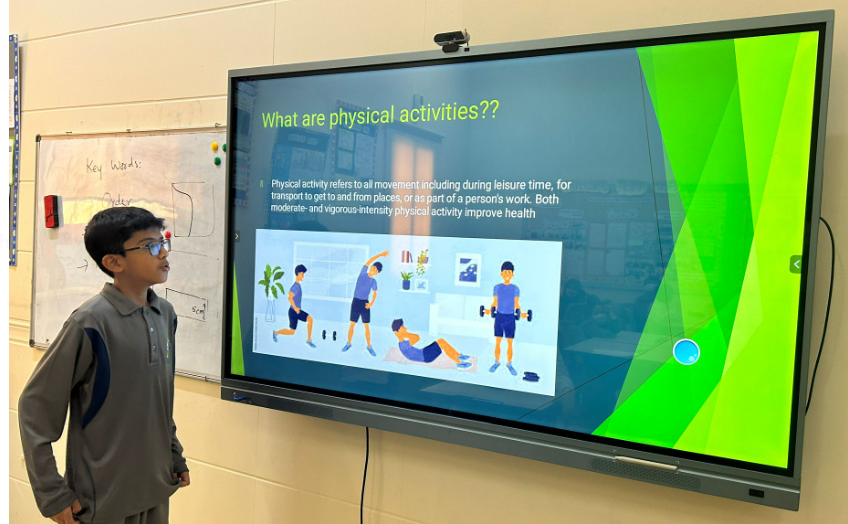 Key Words:
Order
What are physical activities??
Physical activity refers to all movement including during leisure time, for
transport to get to and from places, or as part of a person's work. Both
moderate- and vigorous-intensity physical activity improve health
5cm